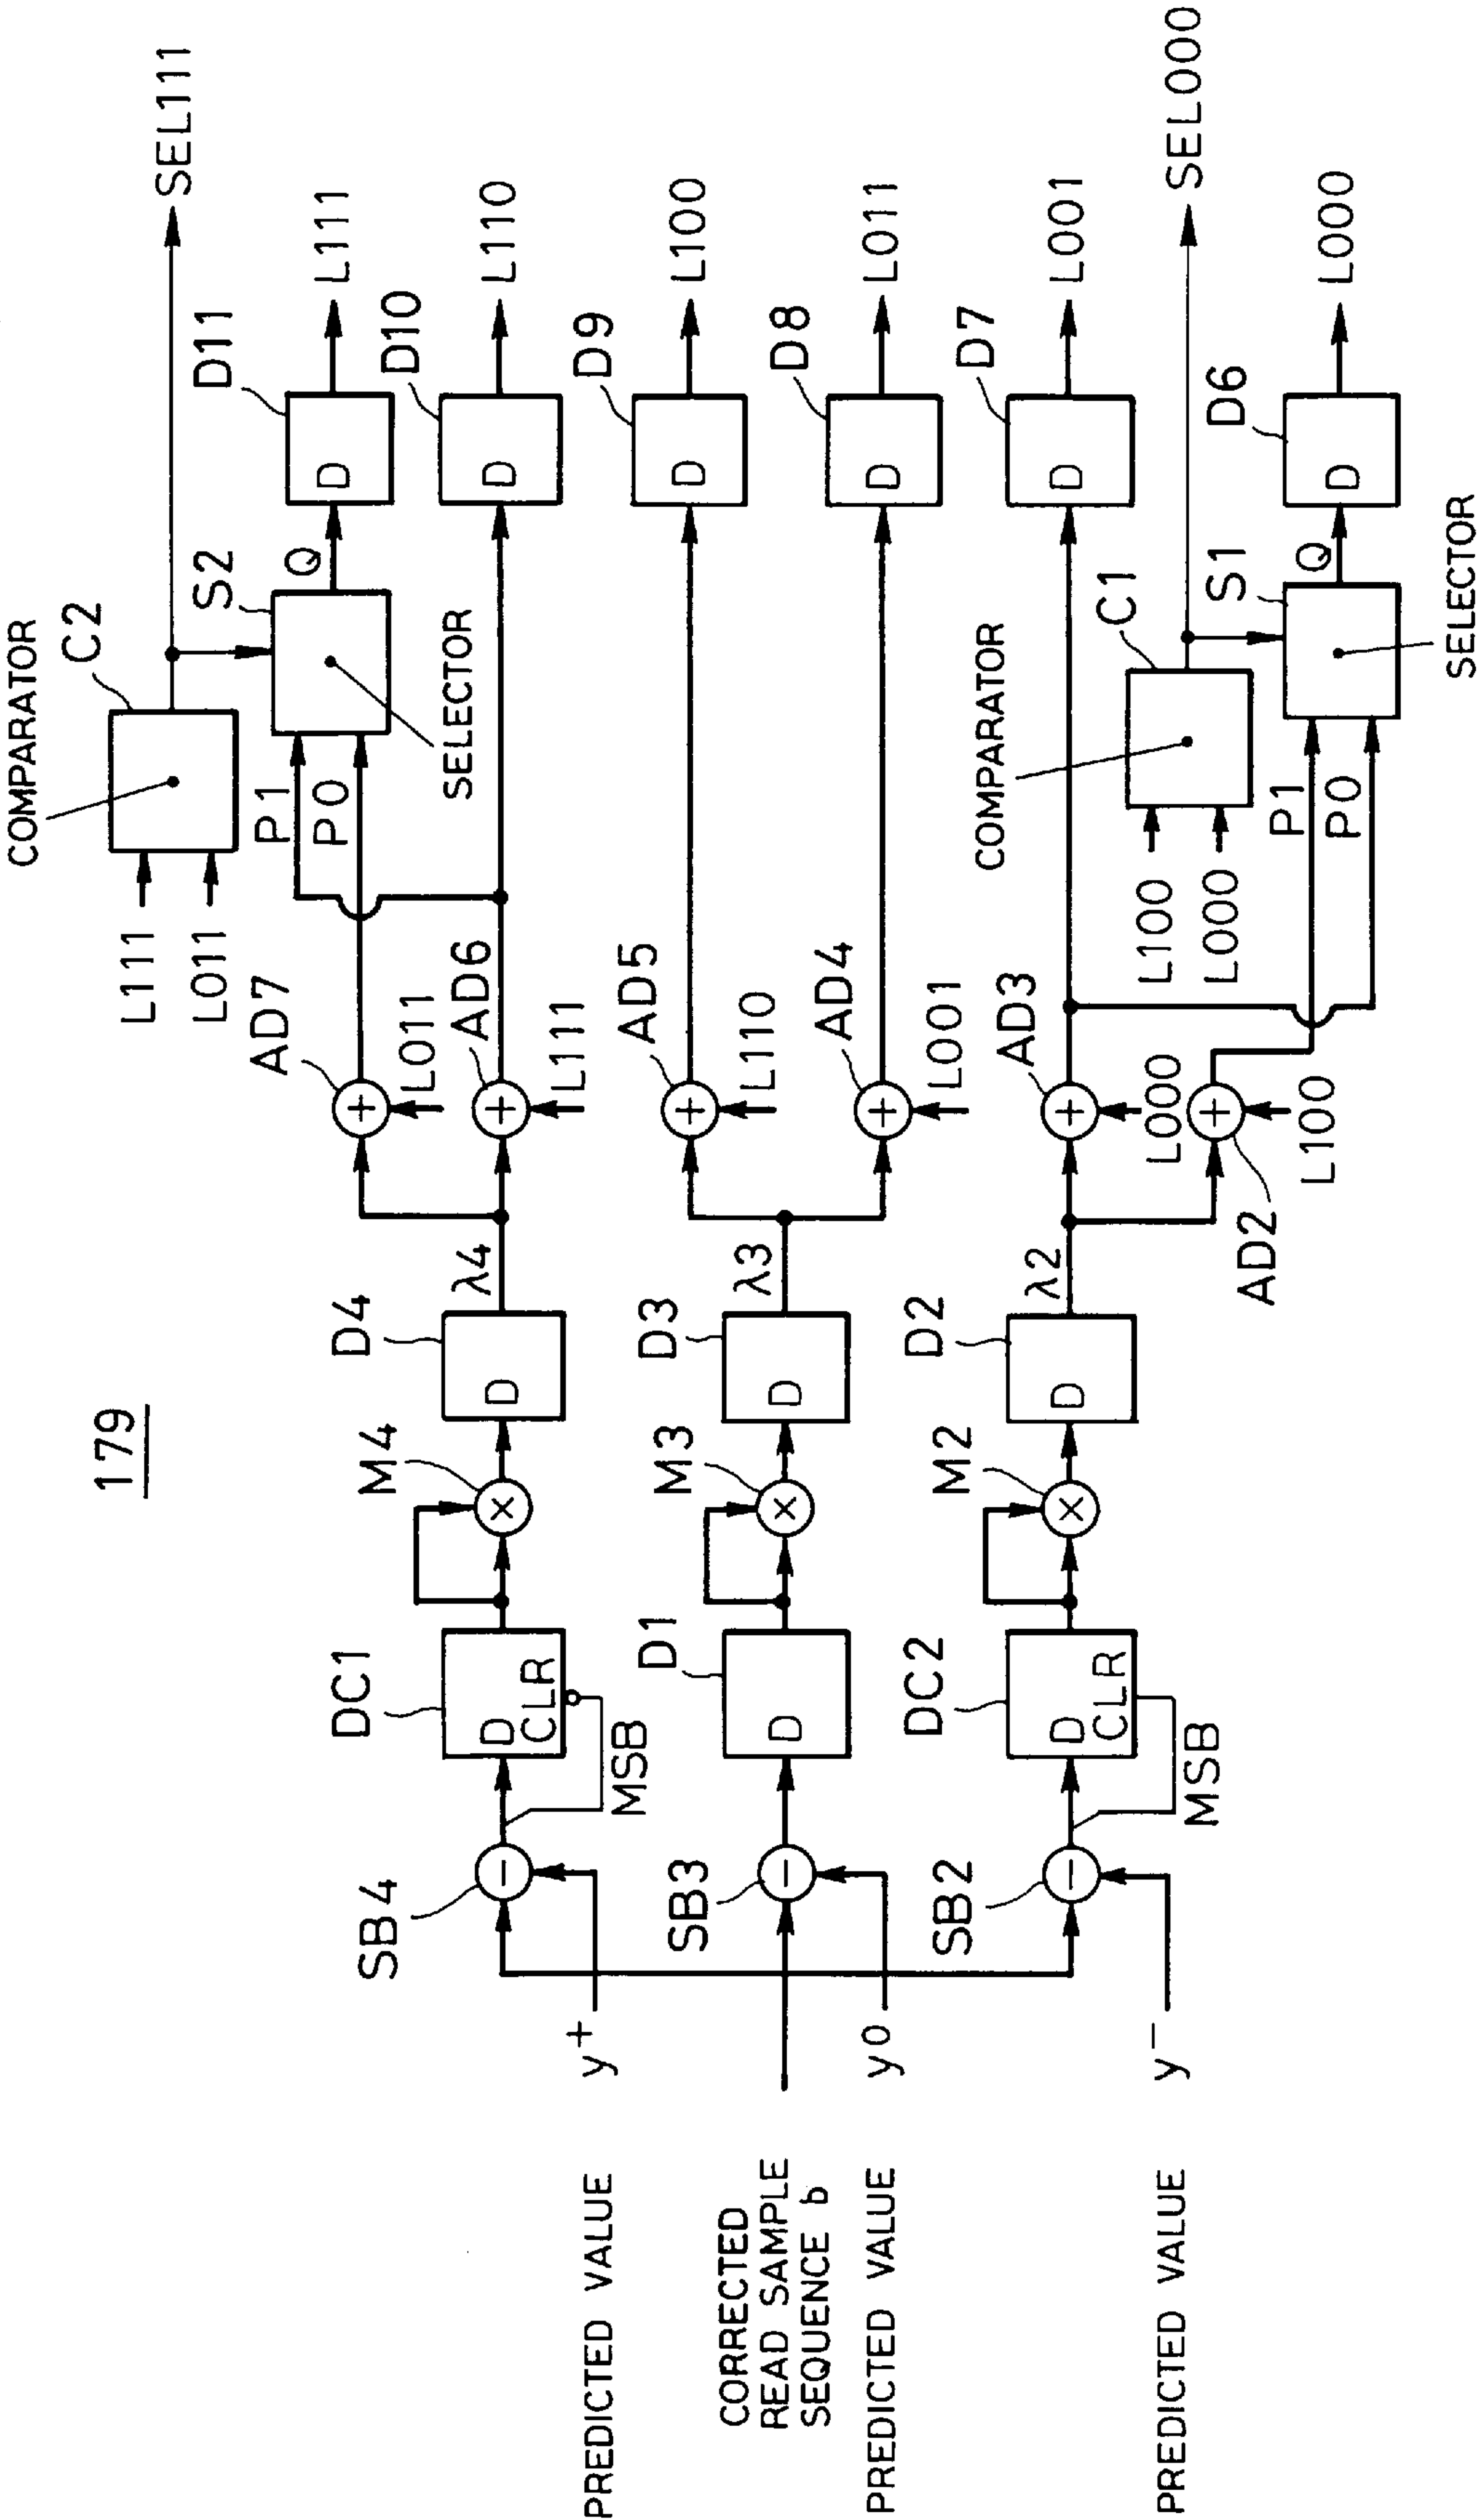 179
COMPARATOR
C2
SEL111
L111
L011
S2
P1
P0
Q
D11
D
L111
SELECTOR
AD7
L011
AD6
L111
D10
D
L110
PREDICTED VALUE
y+
SB4
MSB
DC1
D
CLR
M4
D4
D
λ4
CORRECTED
READ SAMPLE
SEQUENCE b
SB3
D1
D
M3
D3
D
λ3
AD5
L110
D9
D
L100
AD4
L001
D8
D
L011
PREDICTED VALUE
y0
PREDICTED VALUE
y−
SB2
MSB
DC2
D
CLR
M2
D2
D
λ2
AD3
L000
AD2
L100
D7
D
L001
COMPARATOR
C1
SEL000
L100
L000
P1
P0
S1
Q
SELECTOR
D6
D
L000